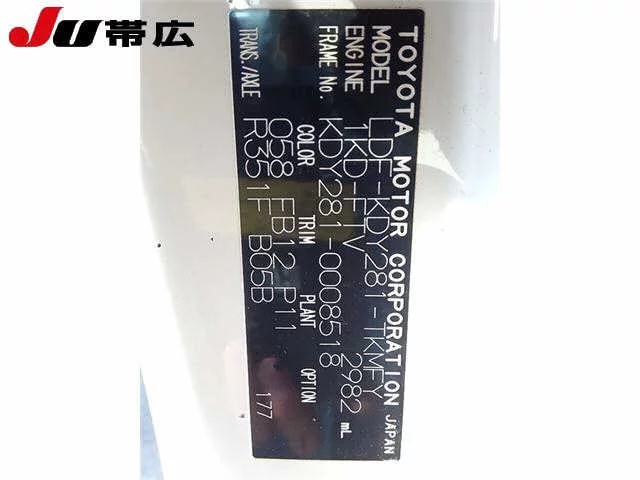 JU帯広
TOYOTA MOTOR CORPORATION JAPAN
MODEL LDF-KDY281-TKMFY
ENGINE 1KD-FTV 2982 mL
FRAME No. KDY281-0008518
COLOR TRIM PLANT OPTION
058 FB12 P11
TRANS./AXLE R351F B05B 177